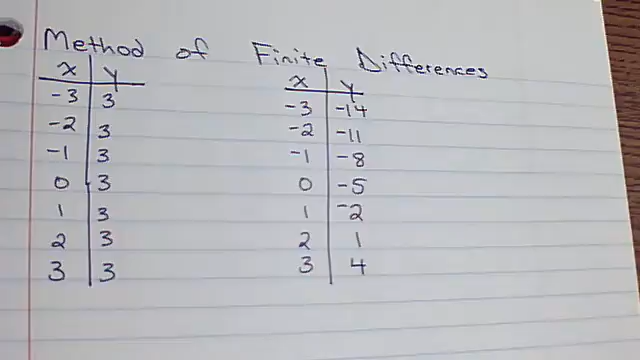 Method of Finite Differences
x y x y
-3 3 -3 -14
-2 3 -2 -11
-1 3 -1 -8
0 3 0 -5
1 3 1 -2
2 3 2 1
3 3 3 4